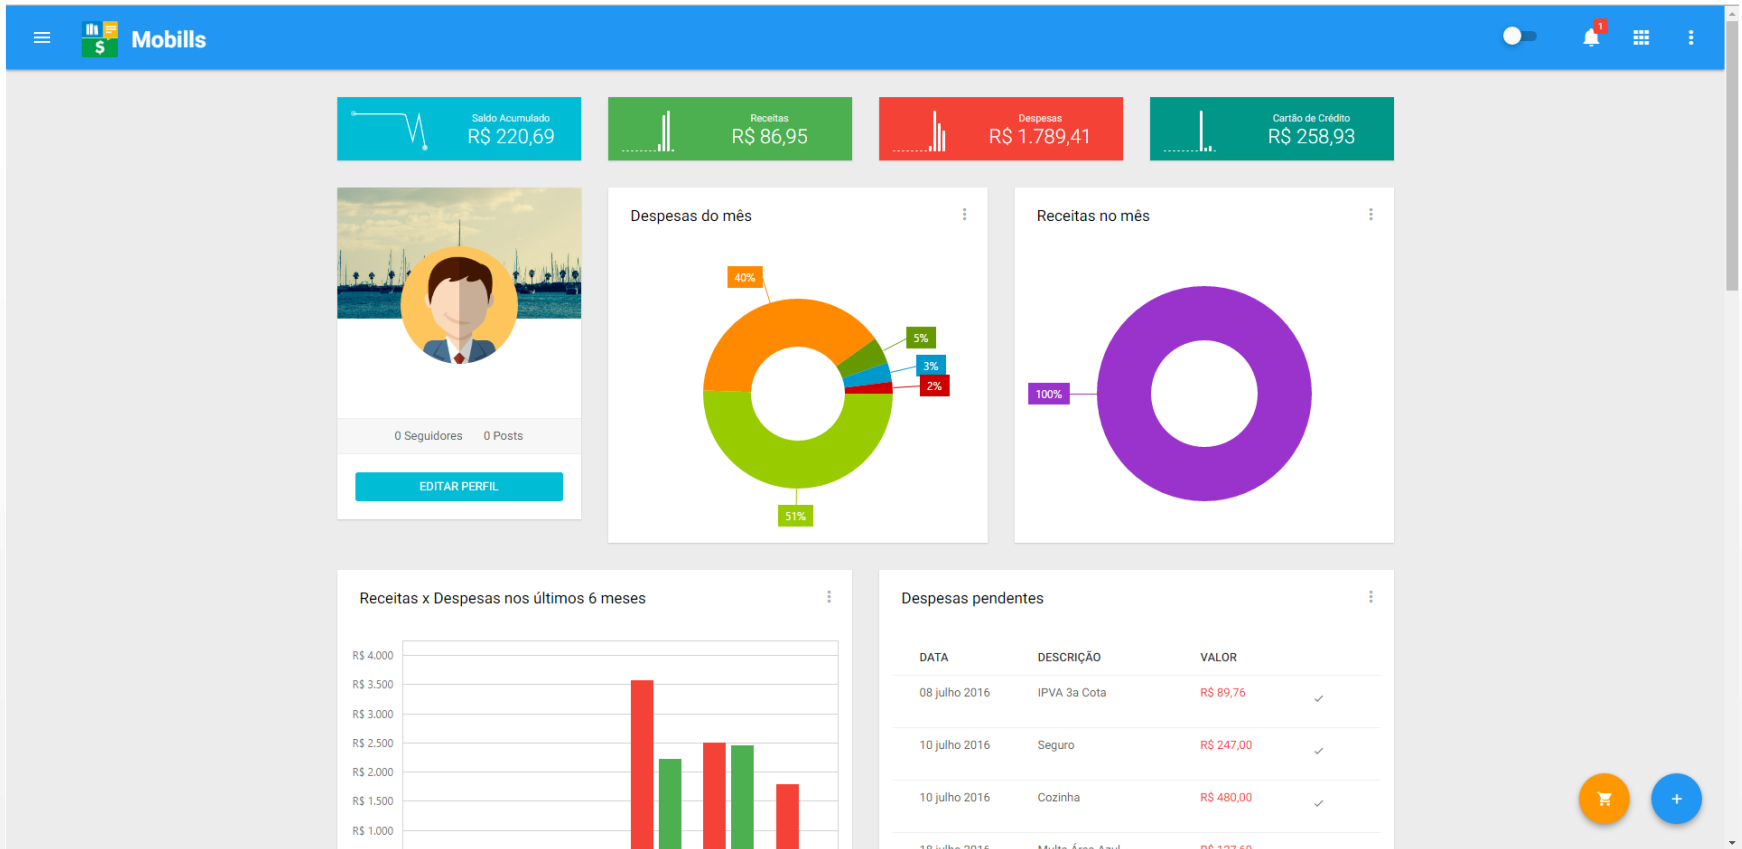 Mobills
1
Saldo Acumulado
R$ 220,69
Receitas
R$ 86,95
Despesas
R$ 1.789,41
Cartão de Crédito
R$ 258,93
0 Seguidores 0 Posts
EDITAR PERFIL
Despesas do mês
40%
5%
3%
2%
51%
Receitas no mês
100%
Receitas x Despesas nos últimos 6 meses
R$ 4.000
R$ 3.500
R$ 3.000
R$ 2.500
R$ 2.000
R$ 1.500
R$ 1.000
Despesas pendentes
DATA DESCRIÇÃO VALOR
08 julho 2016 IPVA 3a Cota R$ 89,76
10 julho 2016 Seguro R$ 247,00
10 julho 2016 Cozinha R$ 480,00